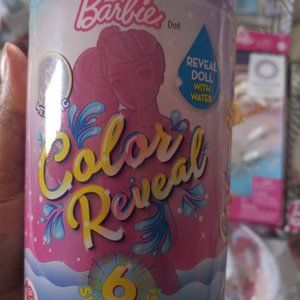 Barbie
Doll
REVEAL
DOLL
WITH
WATER
Color
Reveal
6